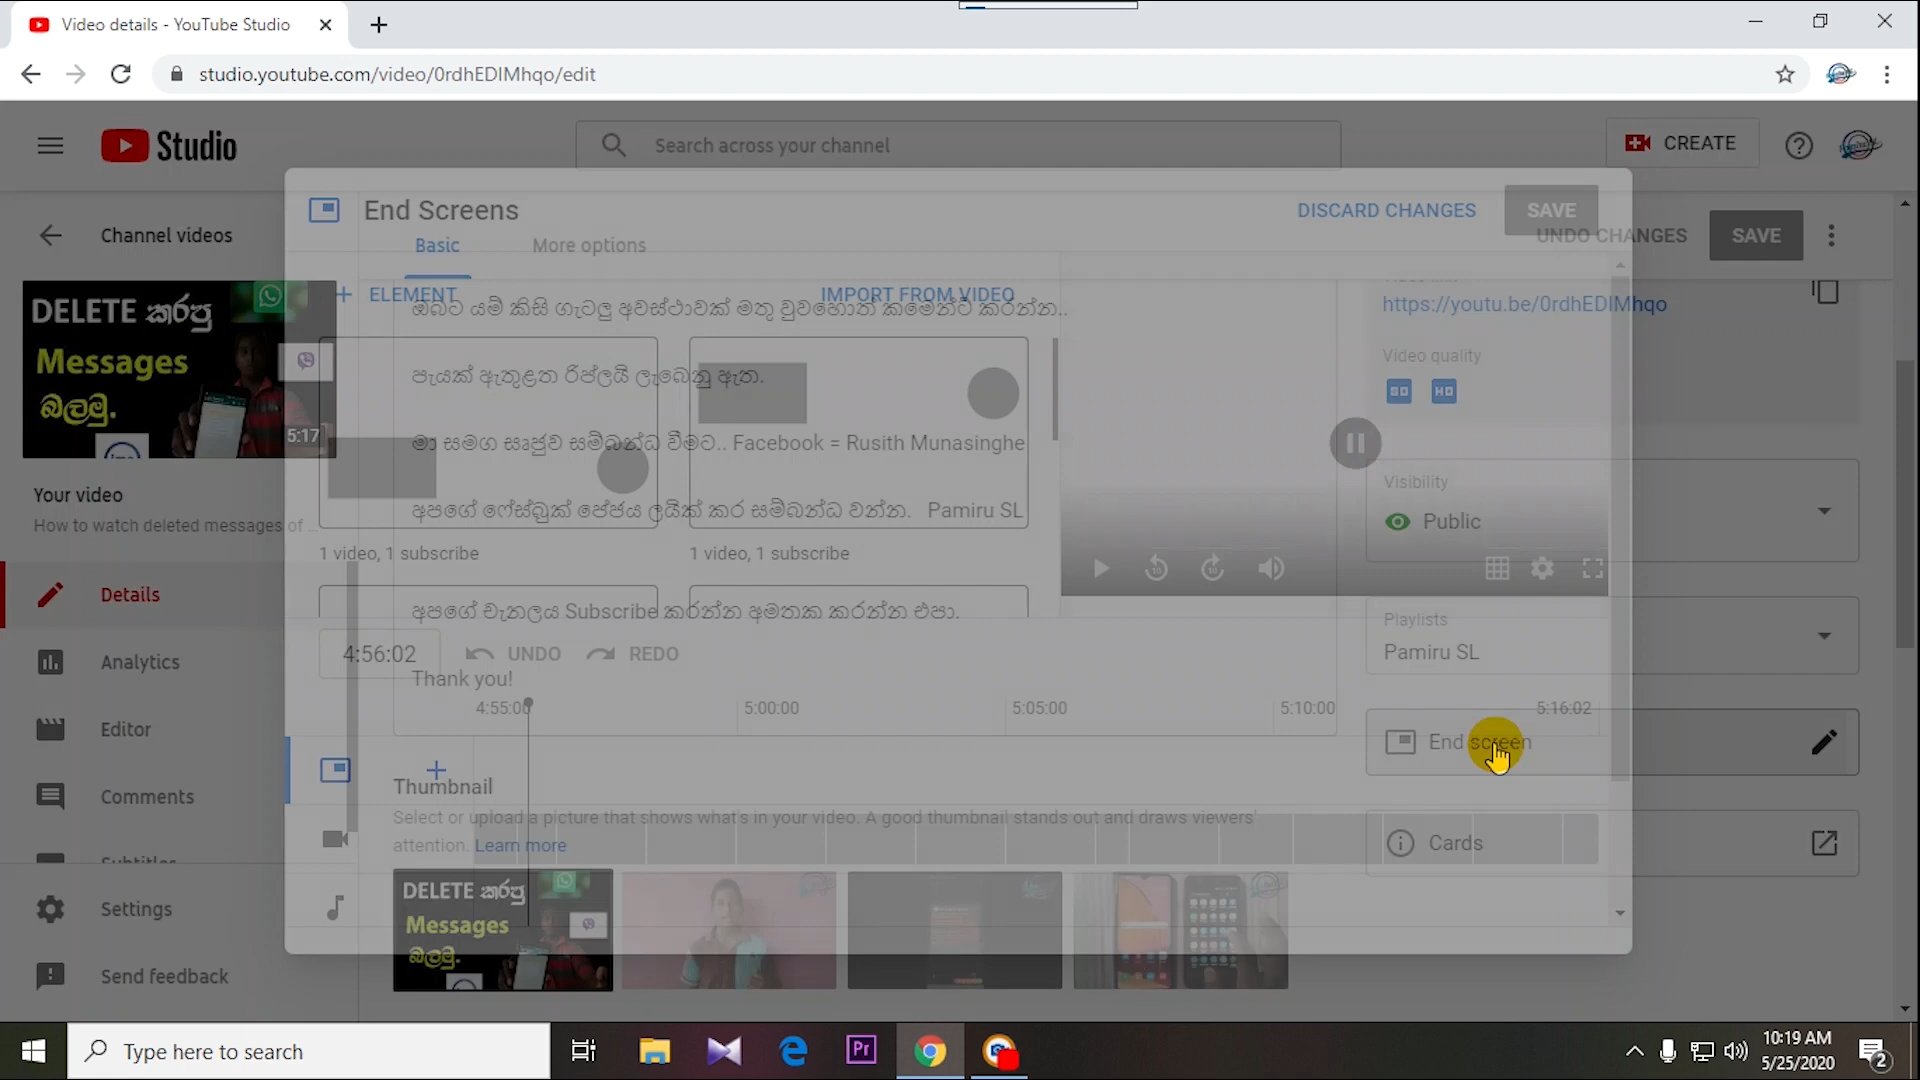 Video details - YouTube Studio
studio.youtube.com/video/0rdhEDIMhqo/edit
Studio
Search across your channel
CREATE
End Screens
DISCARD CHANGES
SAVE
Channel videos
Basic
More options
UNDO CHANGES
SAVE
ELEMENT
IMPORT FROM VIDEO
ඔබට යම් කිසි ගැටලු අවස්ථාවක් මතු වුවහොත් කමෙන්ට් කරන්න..
https://youtu.be/0rdhEDIMhqo
DELETE කරපු
Messages
බලමු.
5:17
Video quality
SD
HD
පැයක් ඇතුළත රිප්ලයි ලැබෙනු ඇත.
මා සමග සෘජුව සම්බන්ධ වීමට.. Facebook = Rusith Munasinghe
Visibility
Public
Your video
How to watch deleted messages of ...
අපගේ ෆේස්බුක් පේජය ලයික් කර සම්බන්ධ වන්න. Pamiru SL
1 video, 1 subscribe
1 video, 1 subscribe
Details
අපගේ චැනලය Subscribe කරන්න අමතක කරන්න එපා.
Playlists
Pamiru SL
4:56:02
UNDO
REDO
Analytics
Thank you!
4:55:00
5:00:00
5:05:00
5:10:00
5:16:02
Editor
End screen
Thumbnail
Comments
Select or upload a picture that shows what's in your video. A good thumbnail stands out and draws viewers'
attention. Learn more
Cards
Subtitles
DELETE කරපු
Messages
බලමු.
Settings
Send feedback
Type here to search
Pr
10:19 AM
5/25/2020
2